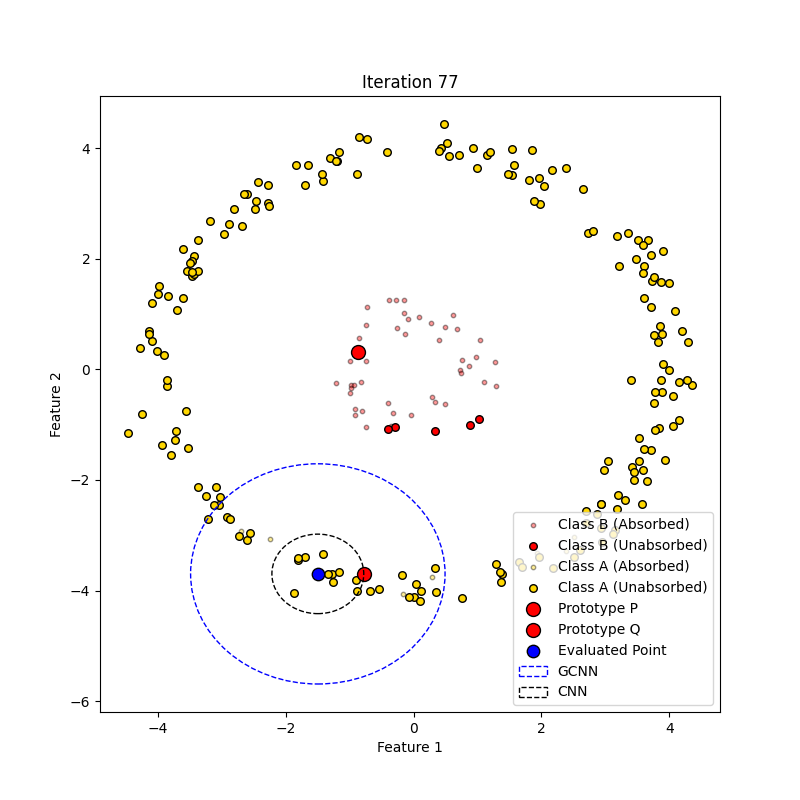 Iteration 77
4
2
0
−2
−4
−6
Feature 2
Class B (Absorbed)
Class B (Unabsorbed)
Class A (Absorbed)
Class A (Unabsorbed)
Prototype P
Prototype Q
Evaluated Point
GCNN
CNN
−4 −2 0 2 4
Feature 1